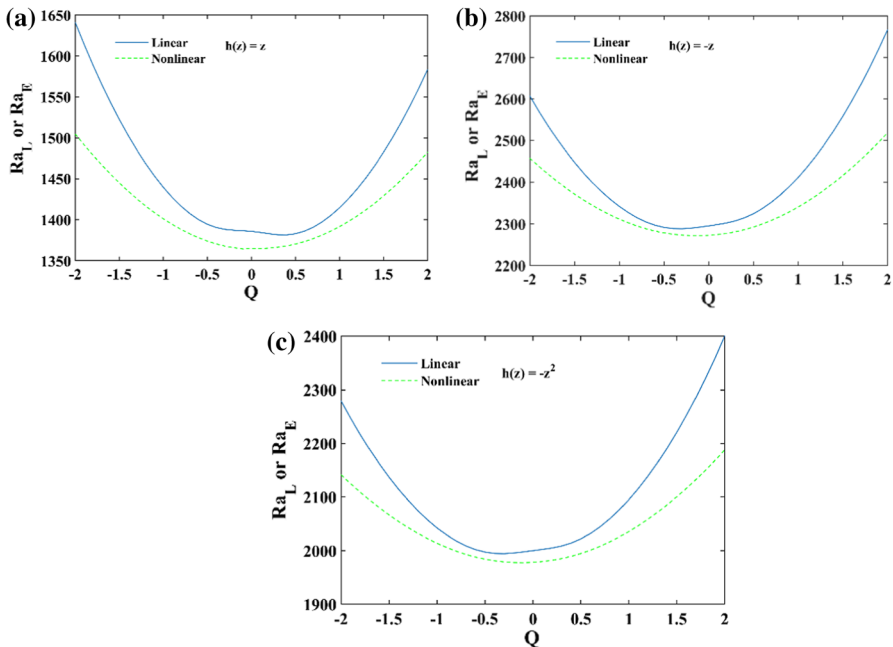 (a)
1650
1600
1550
1500
1450
1400
1350
Ra_L or Ra_E
Linear
Nonlinear
h(z) = z
-2 -1.5 -1 -0.5 0 0.5 1 1.5 2
Q
(b)
2800
2700
2600
2500
2400
2300
2200
Ra_L or Ra_E
Linear
Nonlinear
h(z) = -z
-2 -1.5 -1 -0.5 0 0.5 1 1.5 2
Q
(c)
2400
2300
2200
2100
2000
1900
Ra_L or Ra_E
Linear
Nonlinear
h(z) = -z²
-2 -1.5 -1 -0.5 0 0.5 1 1.5 2
Q